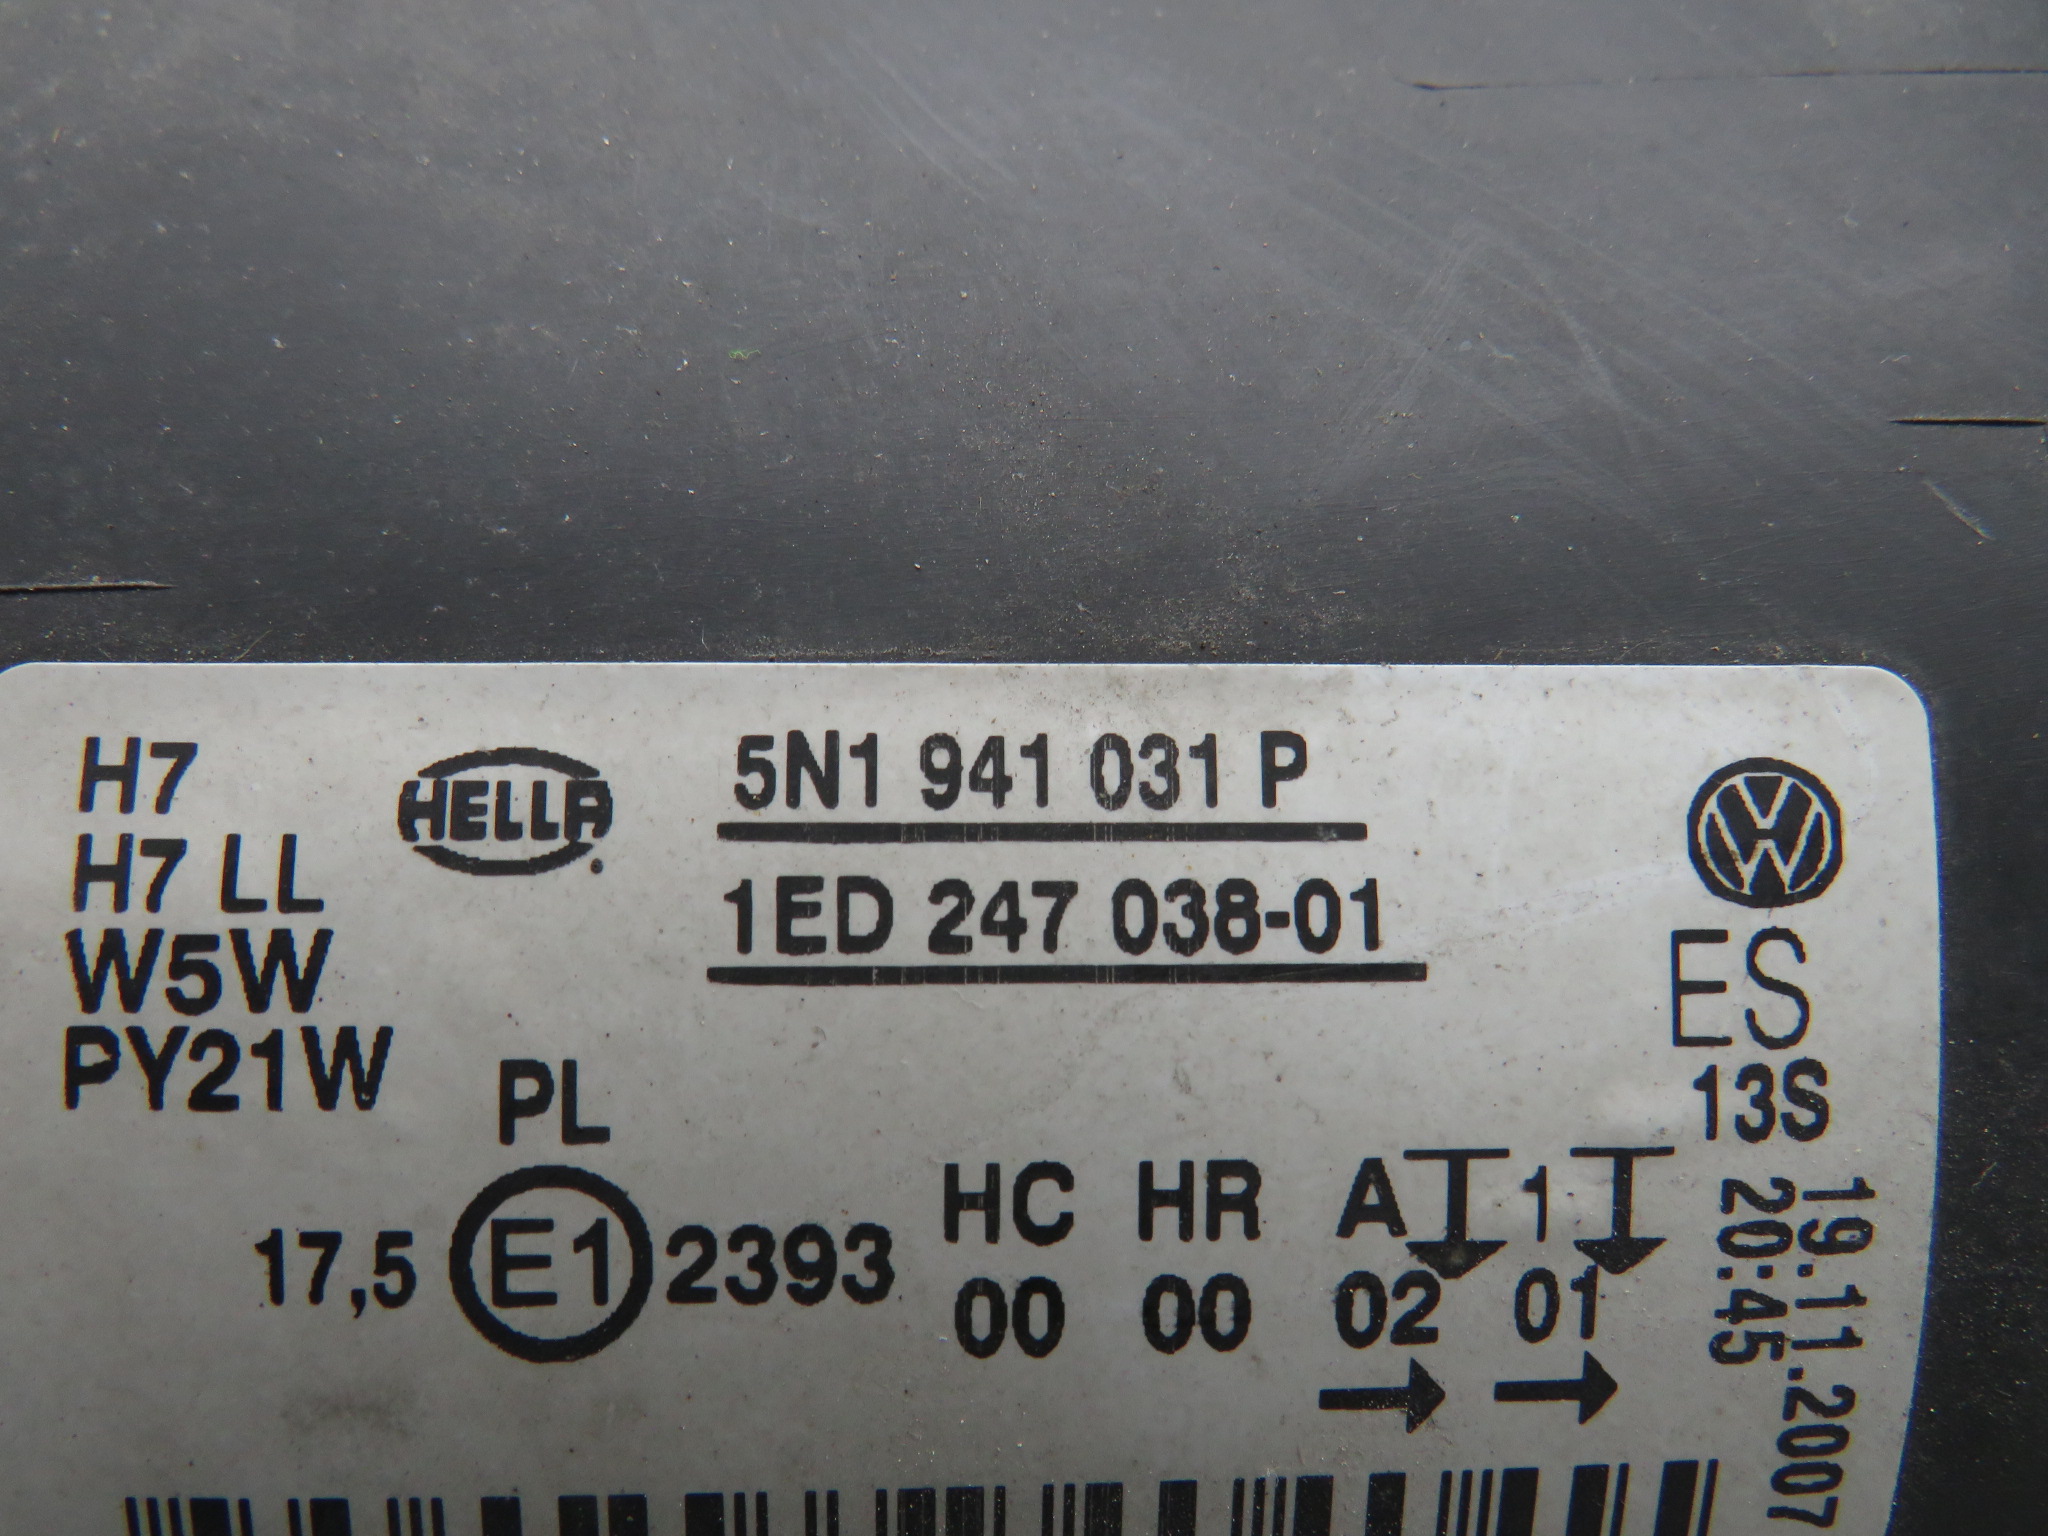 H7
H7 LL
W5W
PY21W
HELLA
5N1 941 031 P
1ED 247 038-01
ES
13S
PL
17,5 E1 2393
HC HR A 1
00 00 02 01
19.11.2007
20:45